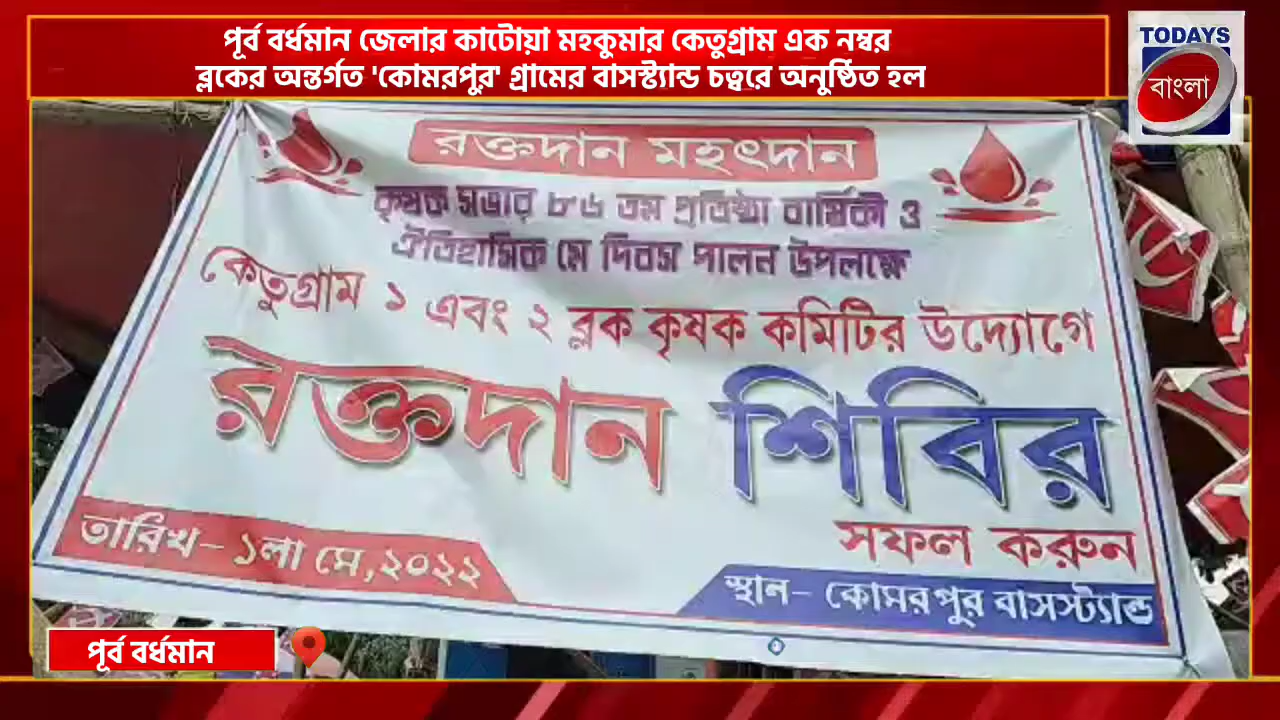 পূর্ব বর্ধমান জেলার কাটোয়া মহকুমার কেতুগ্রাম এক নম্বর
ব্লকের অন্তর্গত 'কোমরপুর' গ্রামের বাসস্ট্যান্ড চত্বরে অনুষ্ঠিত হল
TODAYS
বাংলা
রক্তদান মহৎদান
কৃষক সভার ৮৬ তম প্রতিষ্ঠা বার্ষিকী ও
ঐতিহাসিক মে দিবস পালন উপলক্ষে
কেতুগ্রাম ১ এবং ২ ব্লক কৃষক কমিটির উদ্যোগে
রক্তদান শিবির
সফল করুন
তারিখ- ১লা মে,২০২২
স্থান- কোমরপুর বাসস্ট্যান্ড
পূর্ব বর্ধমান